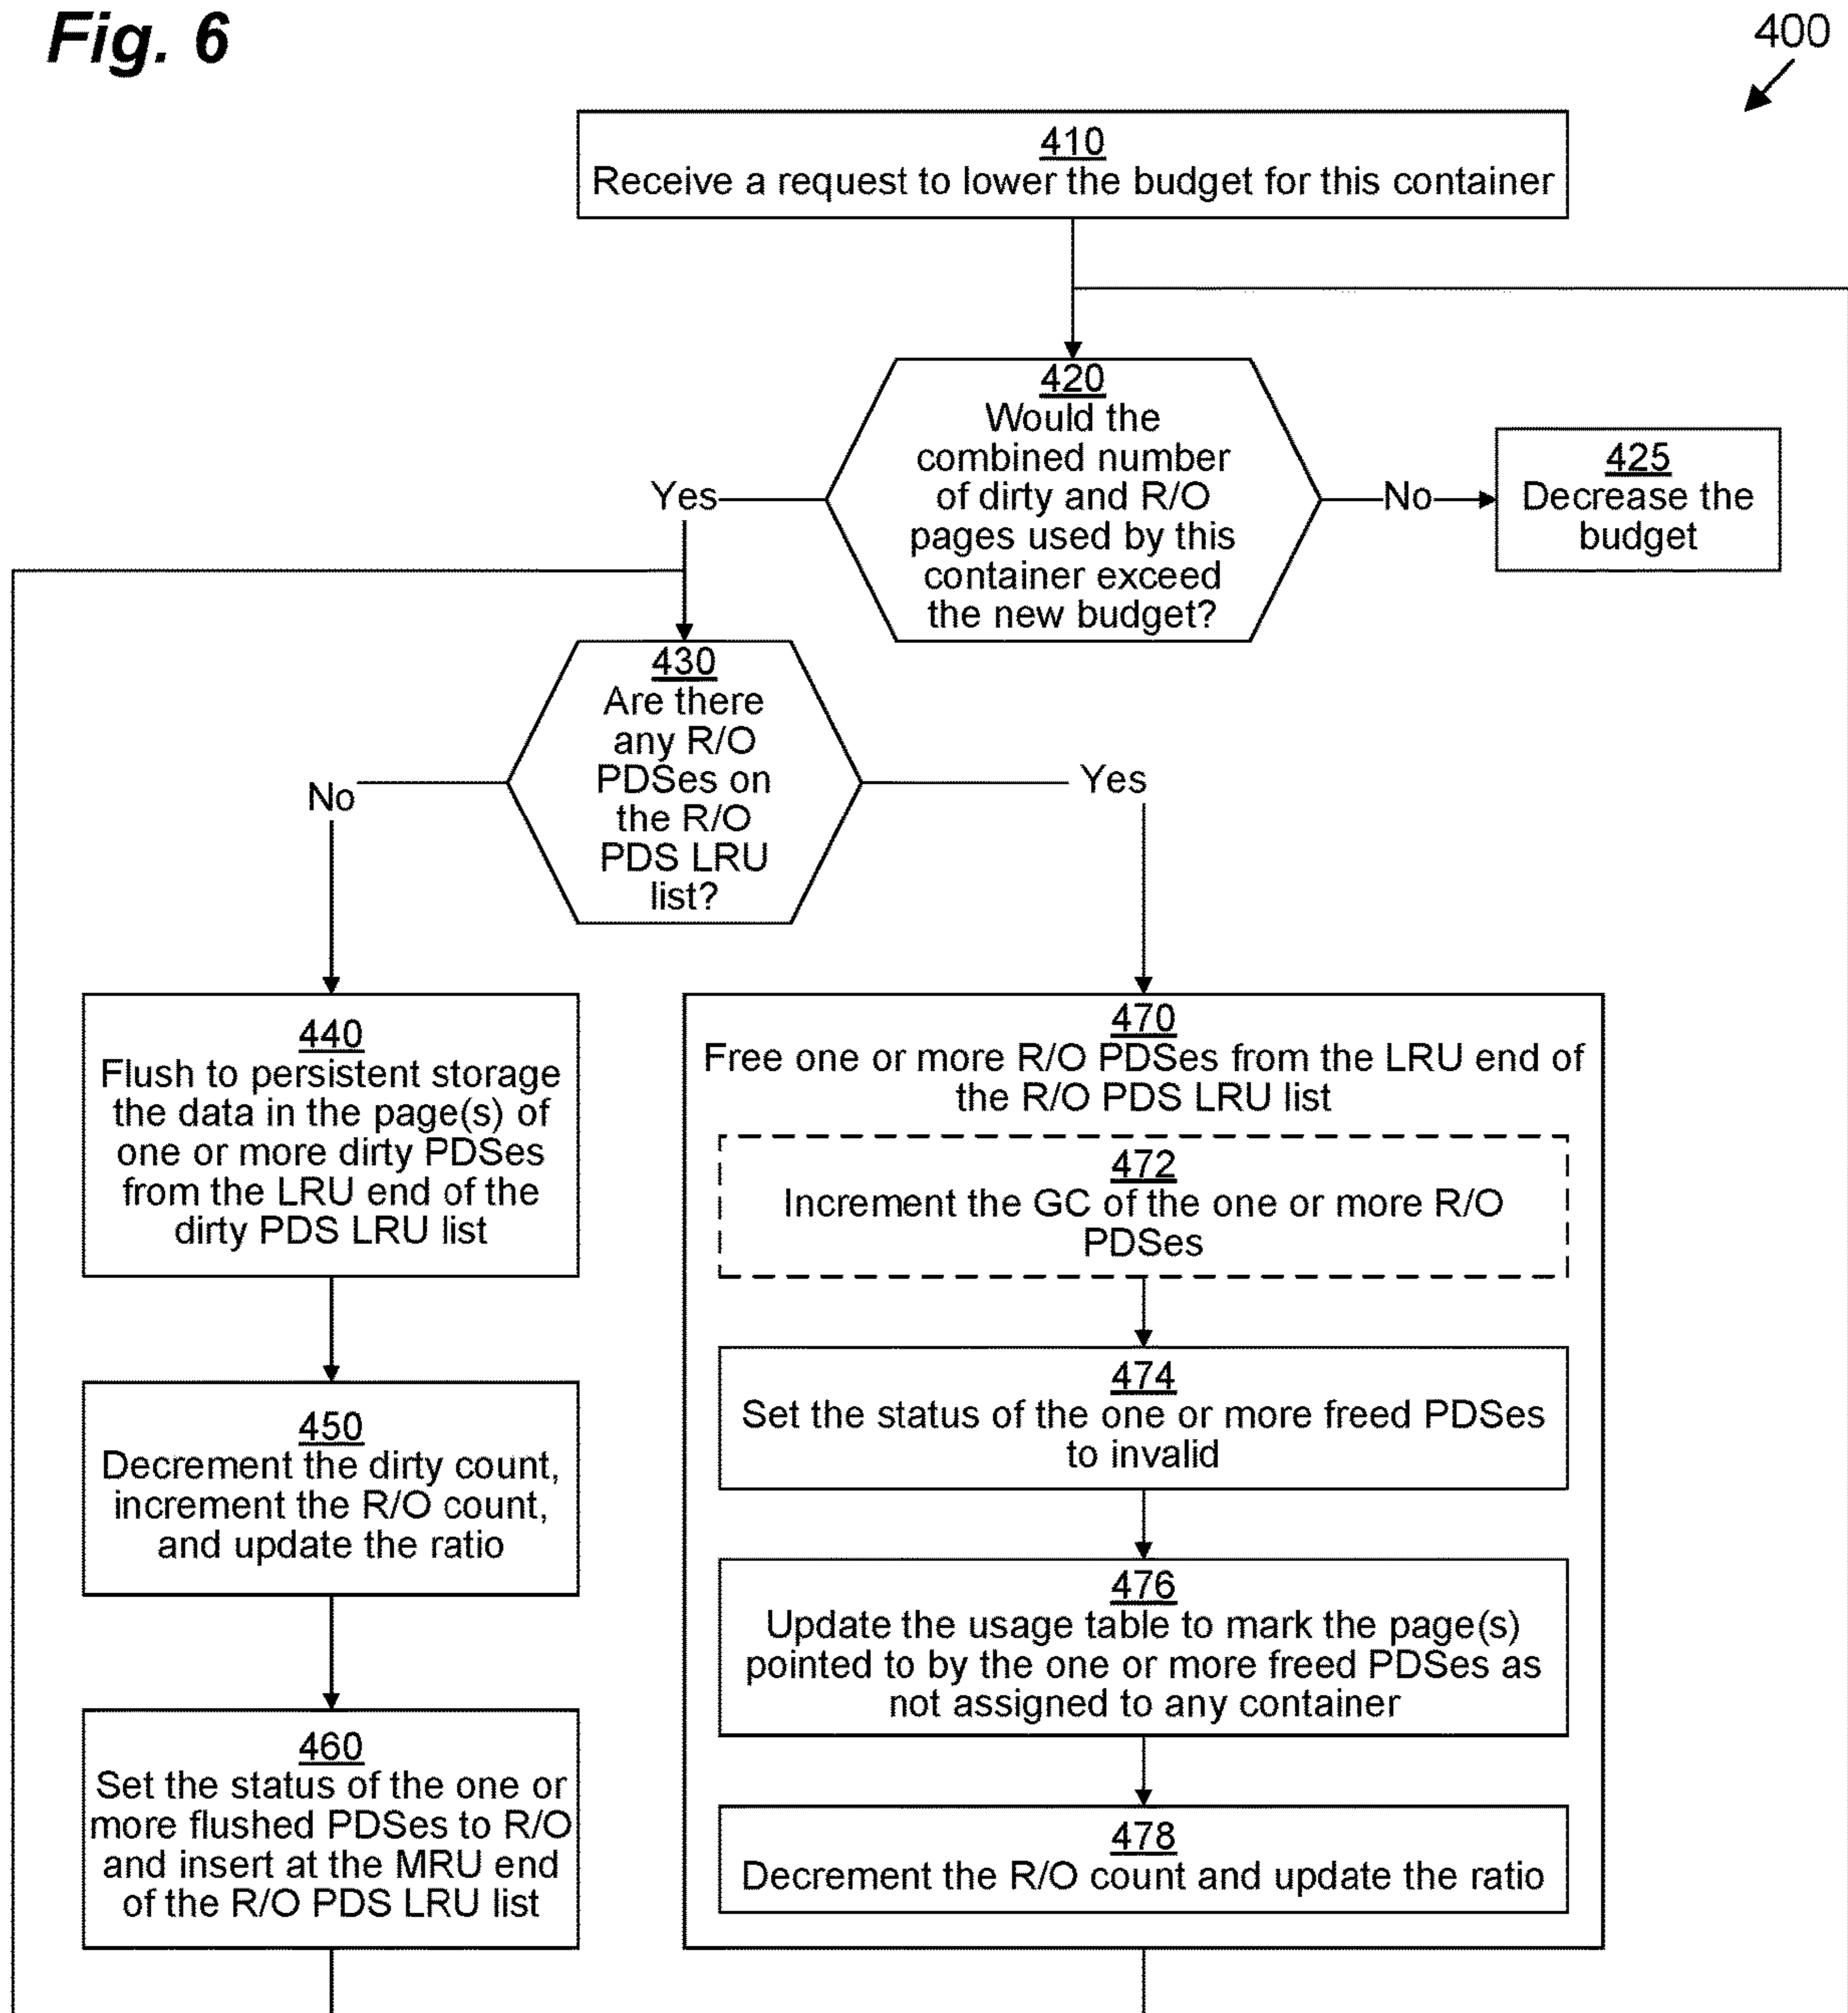 Fig. 6
400
410
Receive a request to lower the budget for this container
420
Would the
combined number
of dirty and R/O
pages used by this
container exceed
the new budget?
Yes
No
425
Decrease the
budget
430
Are there
any R/O
PDSes on
the R/O
PDS LRU
list?
No
Yes
440
Flush to persistent storage
the data in the page(s) of
one or more dirty PDSes
from the LRU end of the
dirty PDS LRU list
450
Decrement the dirty count,
increment the R/O count,
and update the ratio
460
Set the status of the one or
more flushed PDSes to R/O
and insert at the MRU end
of the R/O PDS LRU list
470
Free one or more R/O PDSes from the LRU end of
the R/O PDS LRU list
472
Increment the GC of the one or more R/O
PDSes
474
Set the status of the one or more freed PDSes
to invalid
476
Update the usage table to mark the page(s)
pointed to by the one or more freed PDSes as
not assigned to any container
478
Decrement the R/O count and update the ratio